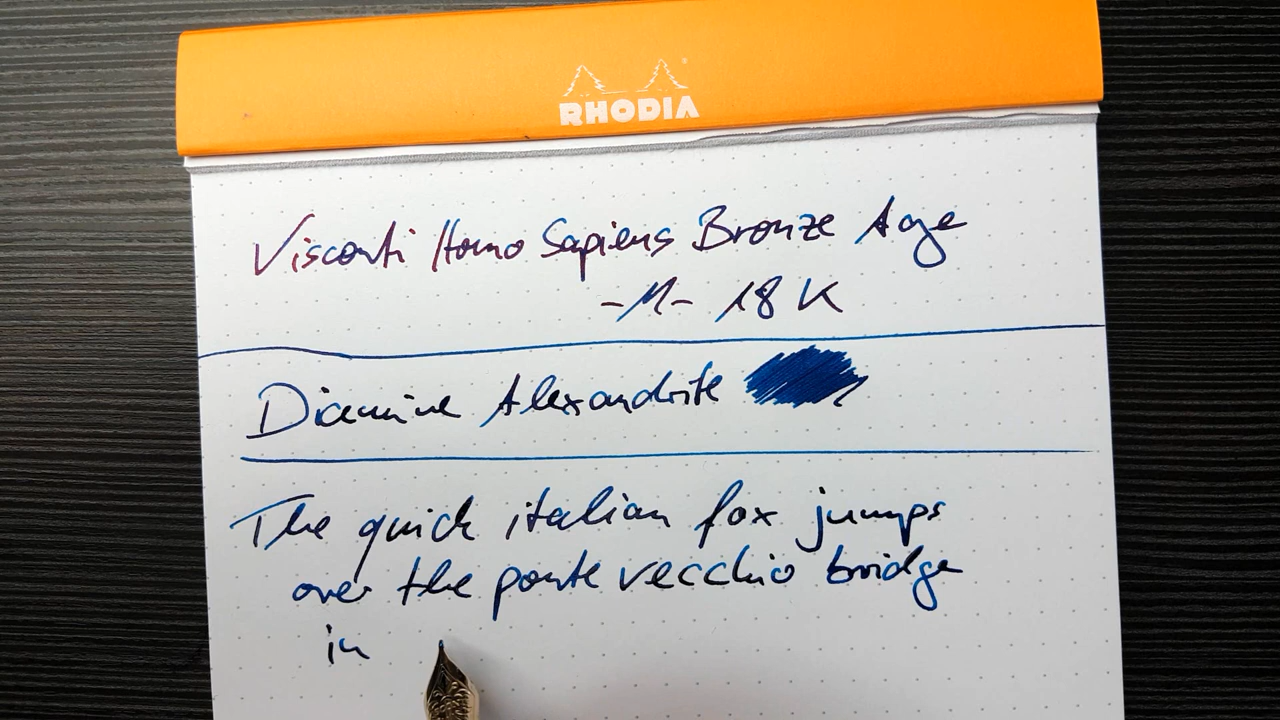 RHODIA
Visconti Homo Sapiens Bronze Age
-M- 18K
Diamine Alexandrite
The quick italian fox jumps
over the ponte vecchio bridge
in